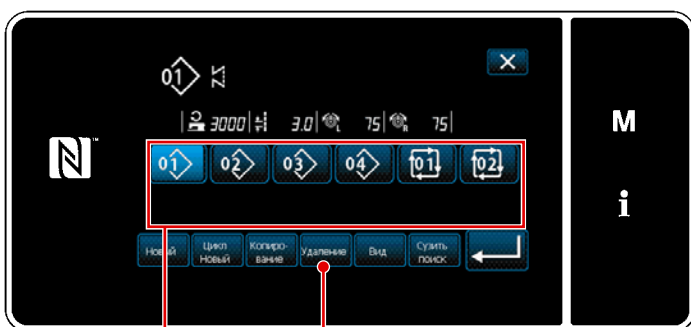 01
3000 3.0 L 75 R 75
M
01 02 03 04 01 02
i
Новый Цикл Новый Копиро-вание Удаление Вид Сузить поиск